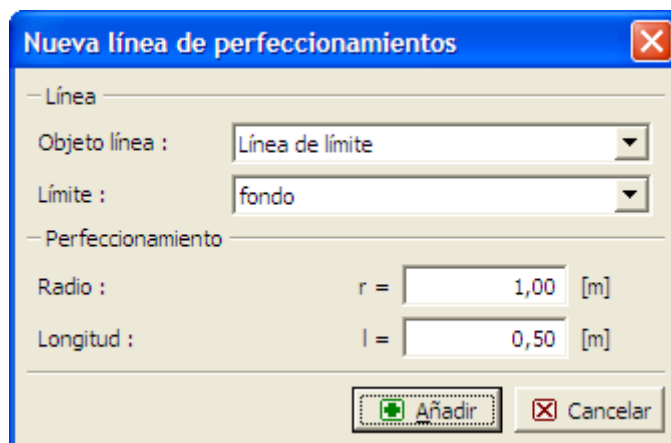 Nueva línea de perfeccionamientos
Línea
Objeto línea : Línea de límite
Límite : fondo
Perfeccionamiento
Radio : r = 1,00 [m]
Longitud : l = 0,50 [m]
Añadir Cancelar